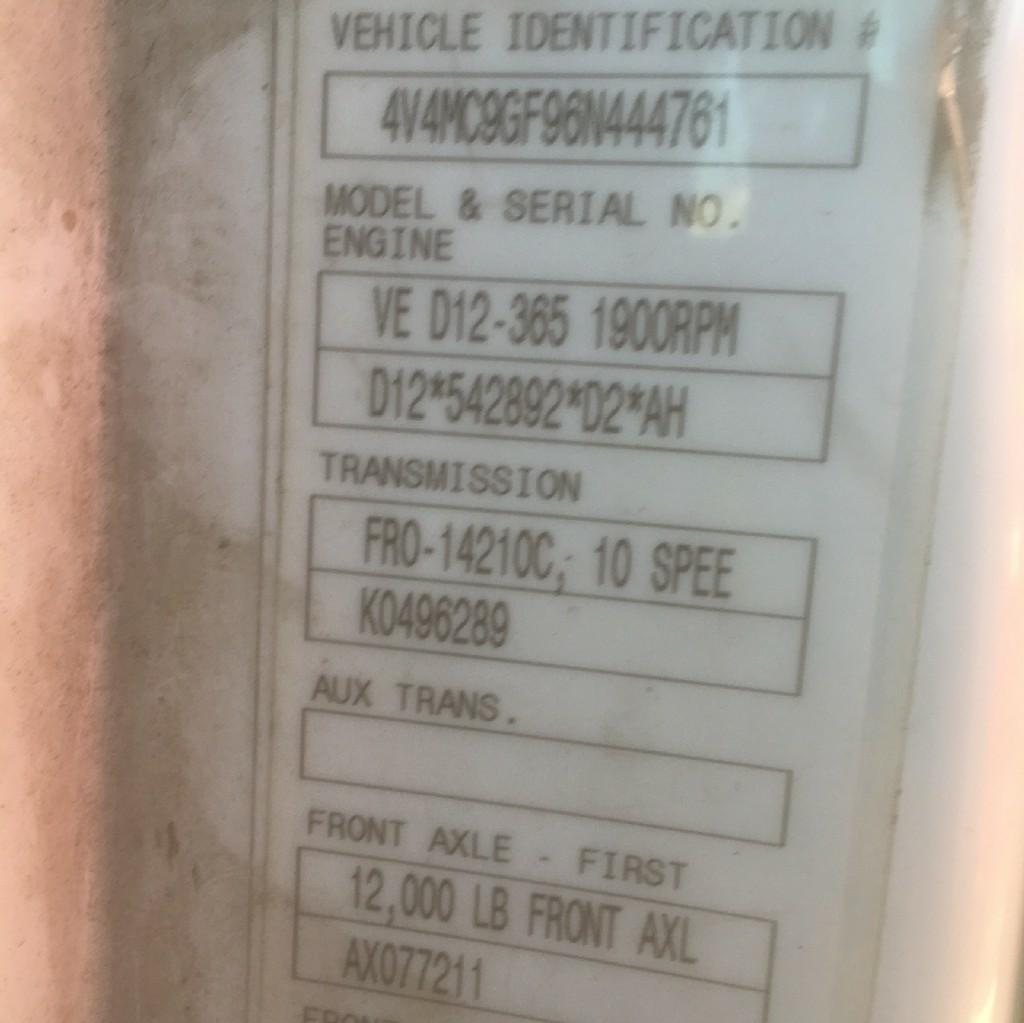 VEHICLE IDENTIFICATION #
4V4MC9GF96N444761
MODEL & SERIAL NO.
ENGINE
VE D12-365 1900RPM
D12*542892*D2*AH
TRANSMISSION
FRO-14210C, 10 SPEE
K0496289
AUX TRANS.
FRONT AXLE - FIRST
12,000 LB FRONT AXL
AX077211